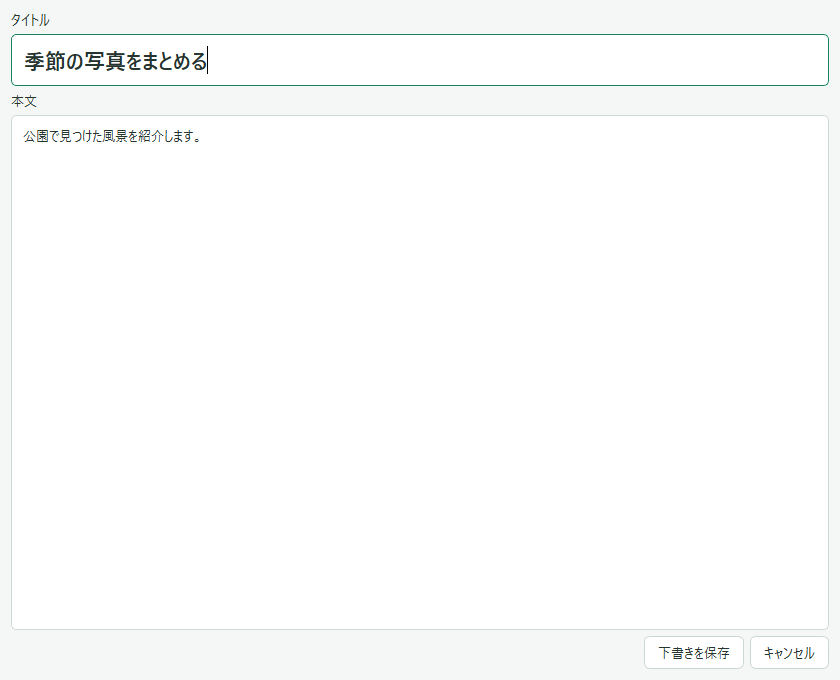 タイトル
季節の写真をまとめる
本文
公園で見つけた風景を紹介します。
下書きを保存
キャンセル